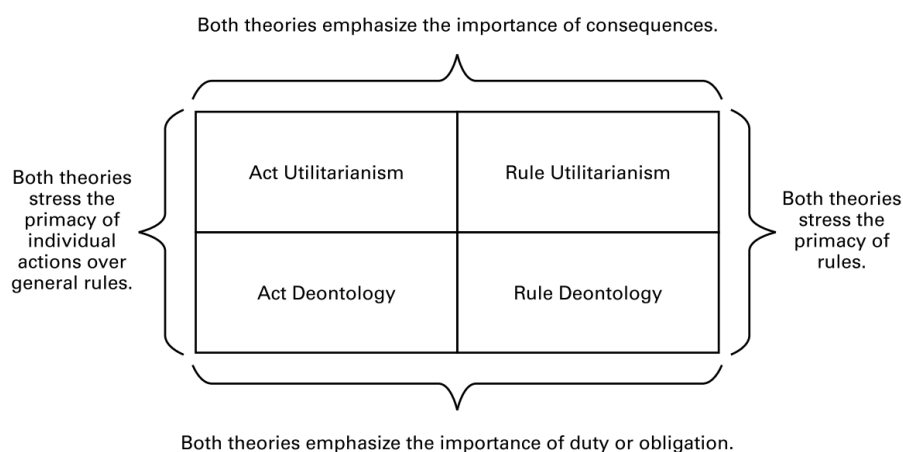 Both theories emphasize the importance of consequences.
Both theories
stress the
primacy of
individual
actions over
general rules.
Act Utilitarianism
Rule Utilitarianism
Act Deontology
Rule Deontology
Both theories
stress the
primacy of
rules.
Both theories emphasize the importance of duty or obligation.